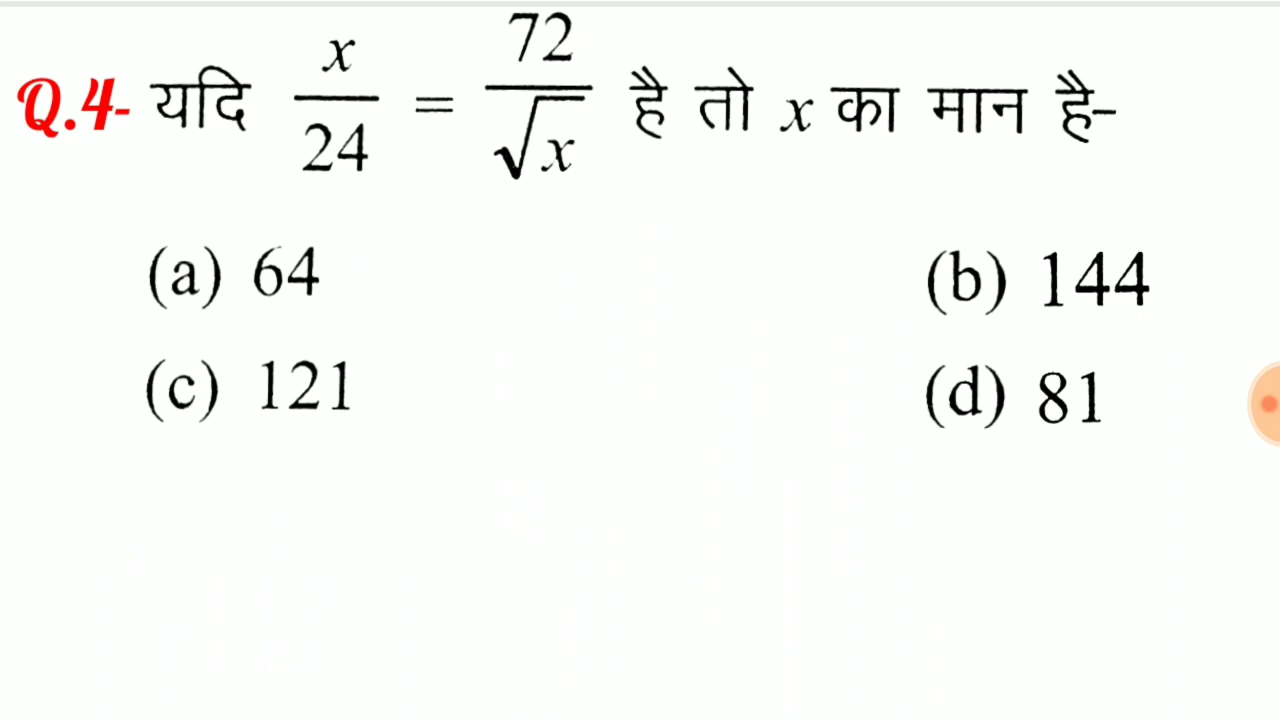 Q.4- यदि x/24 = 72/√x है तो x का मान है-
(a) 64 (b) 144
(c) 121 (d) 81